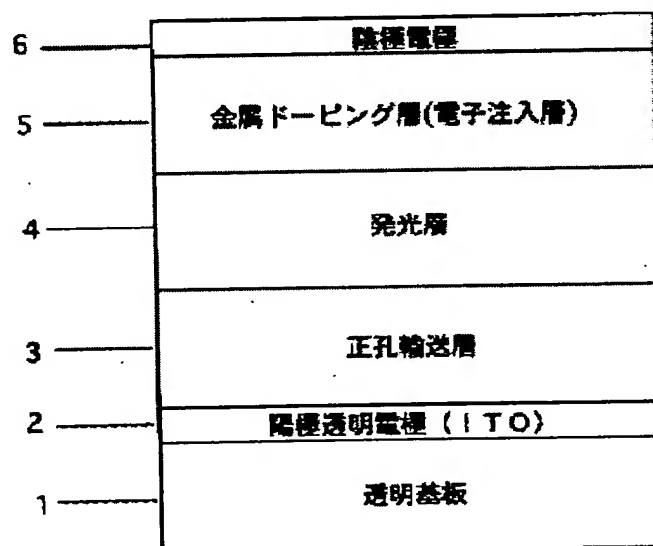 6 陰極電極
5 金属ドーピング層(電子注入層)
4 発光層
3 正孔輸送層
2 陽極透明電極(ITO)
1 透明基板